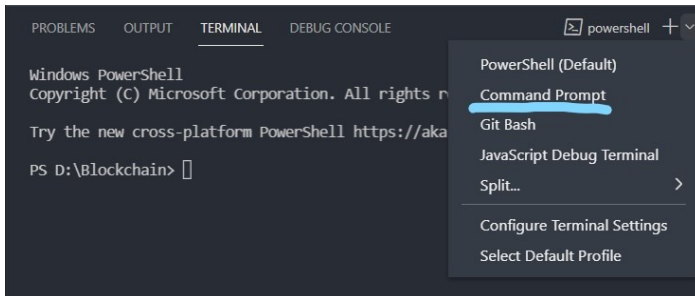 PROBLEMS OUTPUT TERMINAL DEBUG CONSOLE powershell
Windows PowerShell
Copyright (C) Microsoft Corporation. All rights
Try the new cross-platform PowerShell https://aka
PS D:\Blockchain>
PowerShell (Default)
Command Prompt
Git Bash
JavaScript Debug Terminal
Split...
Configure Terminal Settings
Select Default Profile